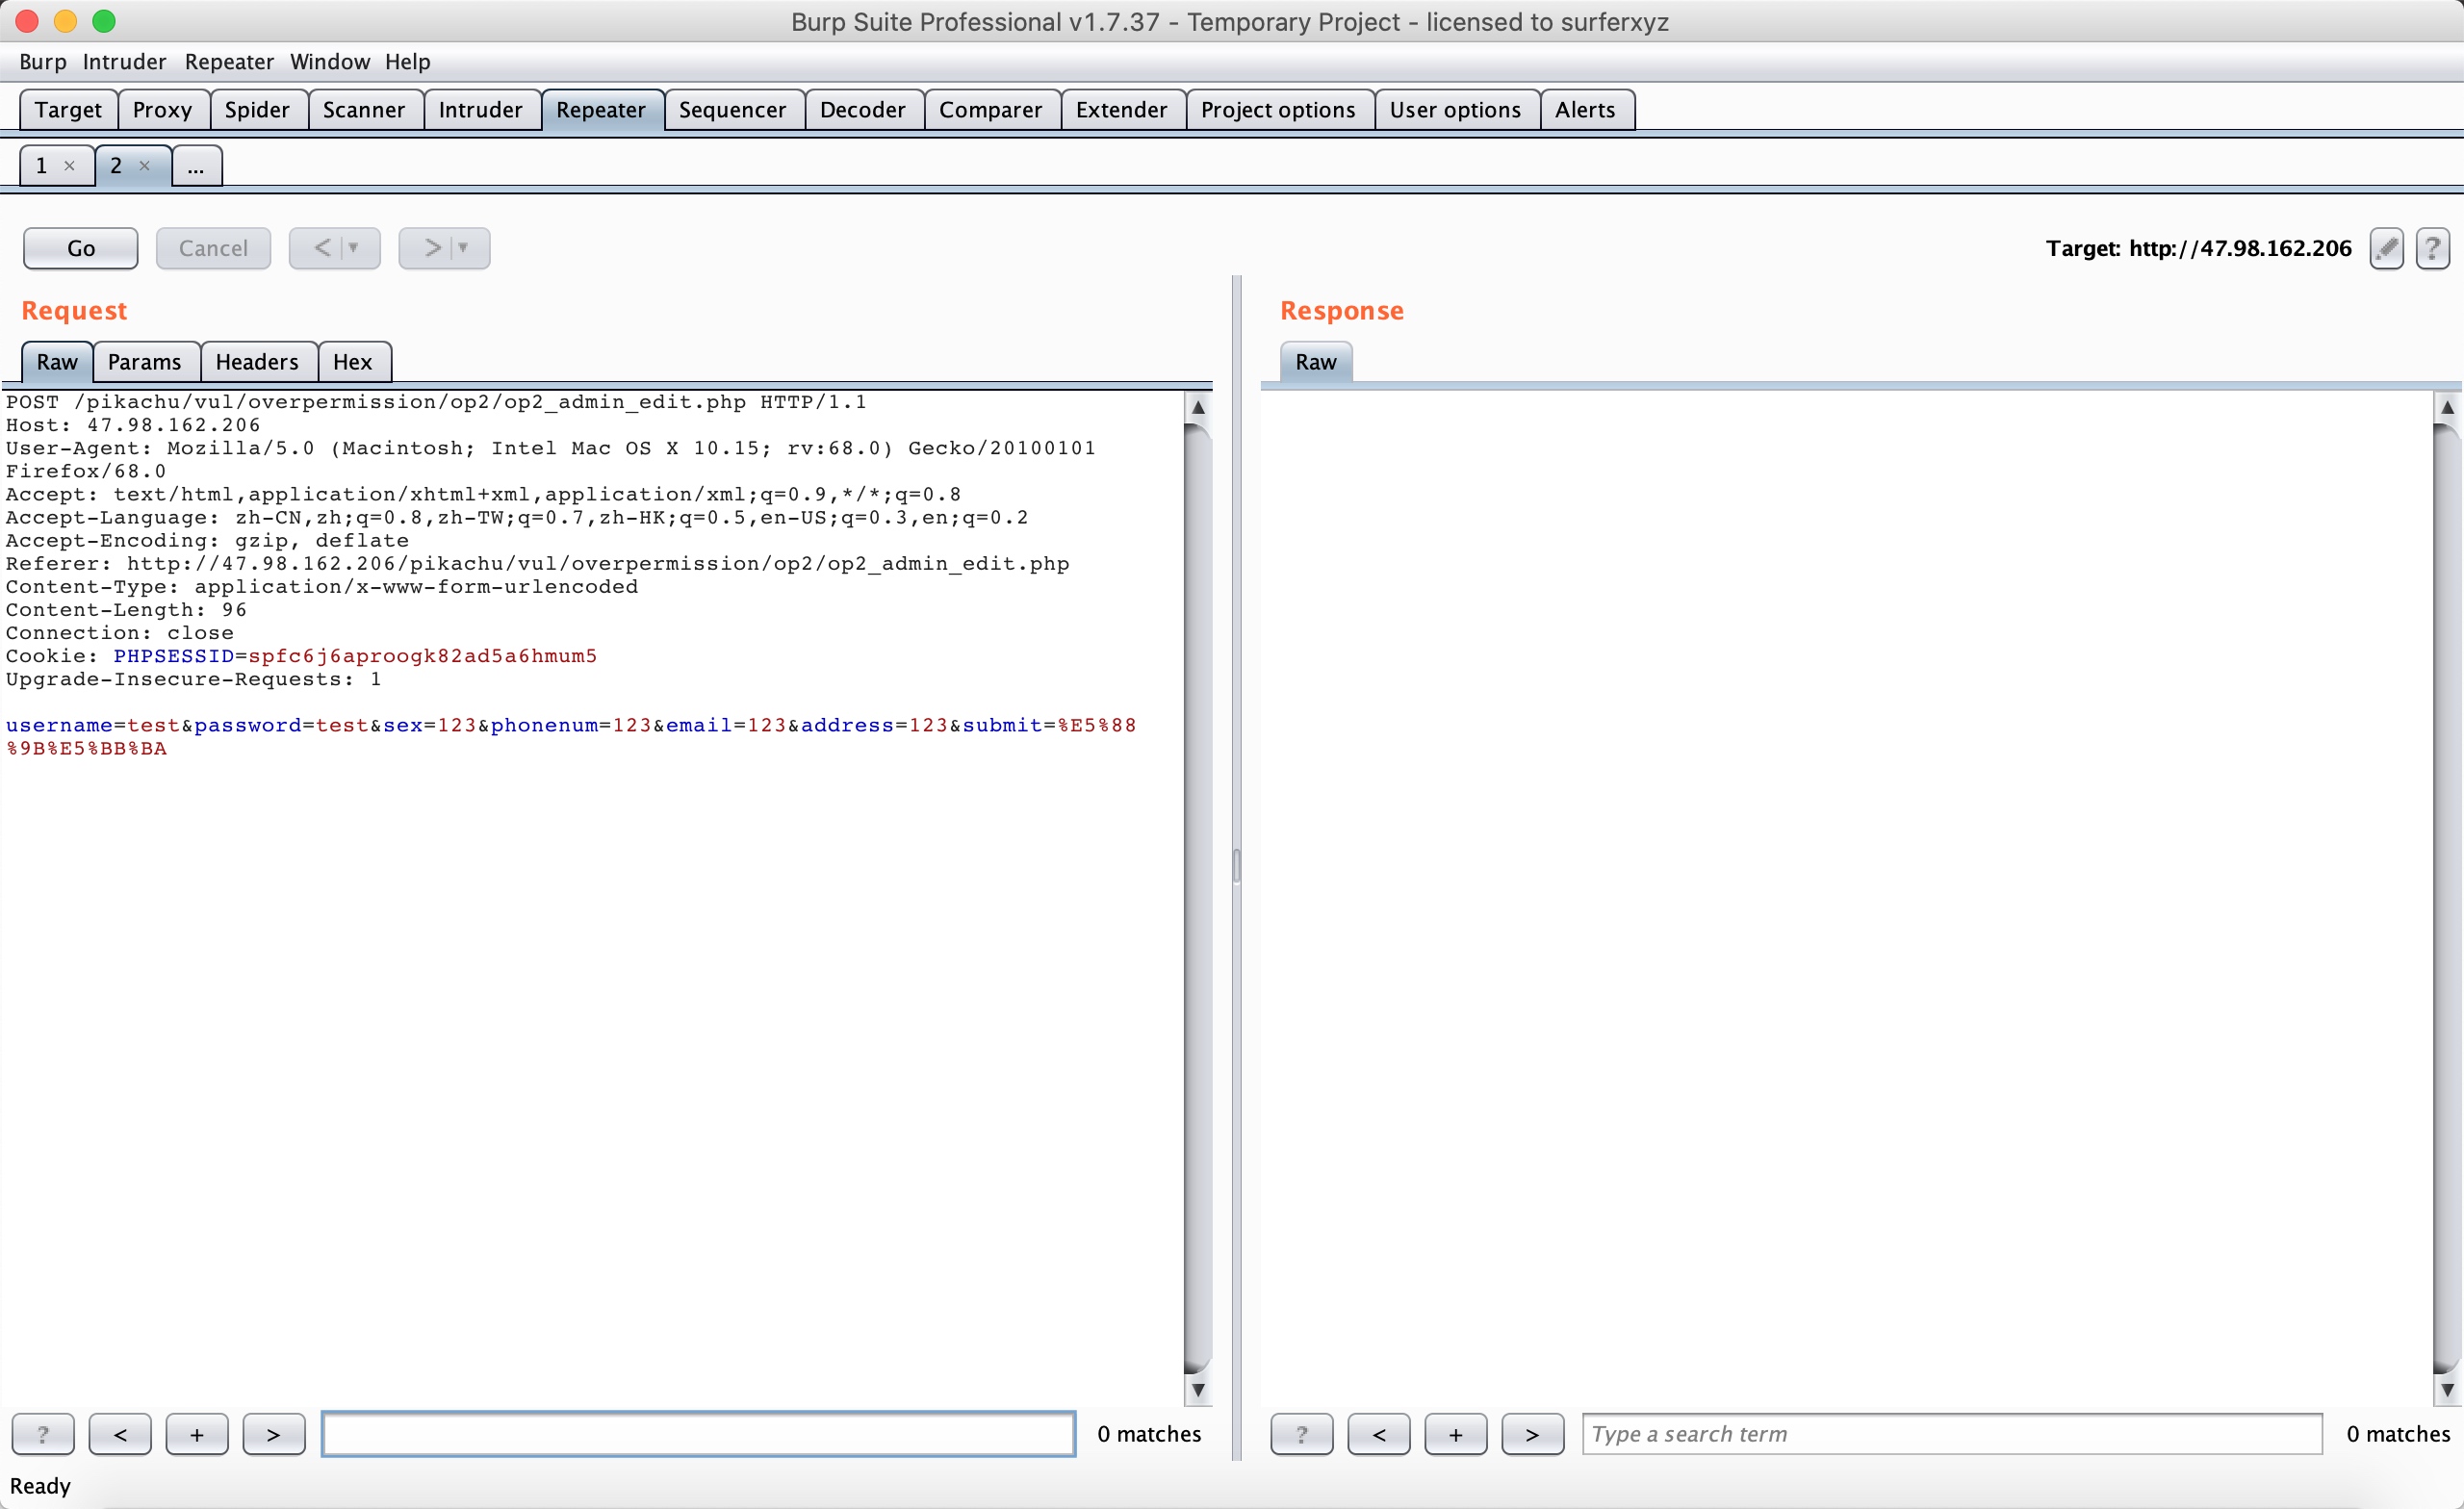 Burp Suite Professional v1.7.37 - Temporary Project - licensed to surferxyz
Burp Intruder Repeater Window Help
Target Proxy Spider Scanner Intruder Repeater Sequencer Decoder Comparer Extender Project options User options Alerts
1 × 2 × ...
Go Cancel < > Target: http://47.98.162.206 ?
Request
Raw Params Headers Hex
POST /pikachu/vul/overpermission/op2/op2_admin_edit.php HTTP/1.1
Host: 47.98.162.206
User-Agent: Mozilla/5.0 (Macintosh; Intel Mac OS X 10.15; rv:68.0) Gecko/20100101
Firefox/68.0
Accept: text/html,application/xhtml+xml,application/xml;q=0.9,*/*;q=0.8
Accept-Language: zh-CN,zh;q=0.8,zh-TW;q=0.7,zh-HK;q=0.5,en-US;q=0.3,en;q=0.2
Accept-Encoding: gzip, deflate
Referer: http://47.98.162.206/pikachu/vul/overpermission/op2/op2_admin_edit.php
Content-Type: application/x-www-form-urlencoded
Content-Length: 96
Connection: close
Cookie: PHPSESSID=spfc6j6aproogk82ad5a6hmum5
Upgrade-Insecure-Requests: 1
username=test&password=test&sex=123&phonenum=123&email=123&address=123&submit=%E5%88
%9B%E5%BB%BA
? < + > 0 matches
Response
Raw
? < + > Type a search term 0 matches
Ready